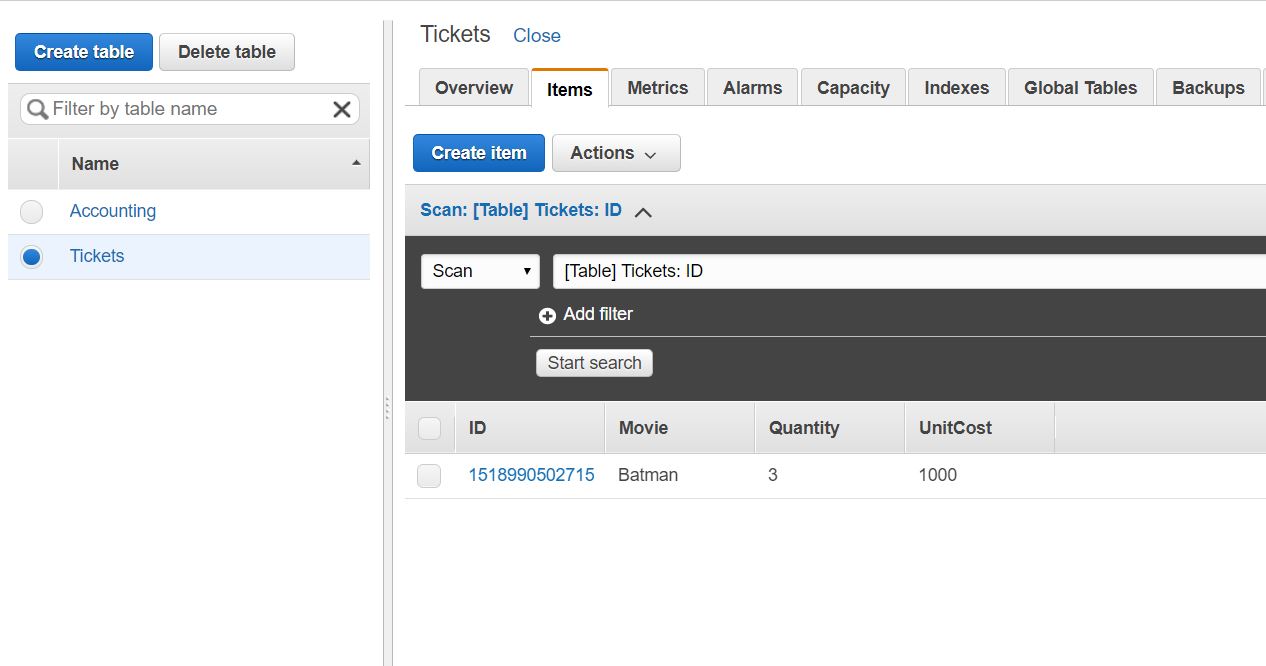 Create table Delete table
Filter by table name
Name
Accounting
Tickets
Tickets Close
Overview Items Metrics Alarms Capacity Indexes Global Tables Backups
Create item Actions
Scan: [Table] Tickets: ID
Scan [Table] Tickets: ID
Add filter
Start search
ID Movie Quantity UnitCost
1518990502715 Batman 3 1000